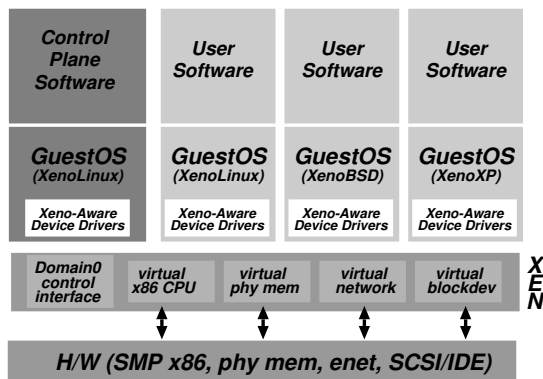 Control
Plane
Software
User
Software
User
Software
User
Software
GuestOS
(XenoLinux)
Xeno-Aware
Device Drivers
GuestOS
(XenoLinux)
Xeno-Aware
Device Drivers
GuestOS
(XenoBSD)
Xeno-Aware
Device Drivers
GuestOS
(XenoXP)
Xeno-Aware
Device Drivers
Domain0
control
interface
virtual
x86 CPU
virtual
phy mem
virtual
network
virtual
blockdev
X
E
N
H/W (SMP x86, phy mem, enet, SCSI/IDE)